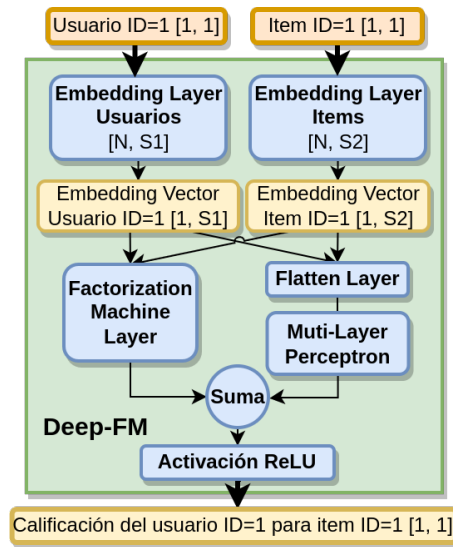 Usuario ID=1 [1, 1]
Item ID=1 [1, 1]
Embedding Layer
Usuarios
[N, S1]
Embedding Layer
Items
[N, S2]
Embedding Vector
Usuario ID=1 [1, S1]
Embedding Vector
Item ID=1 [1, S2]
Factorization
Machine
Layer
Flatten Layer
Muti-Layer
Perceptron
Suma
Deep-FM
Activación ReLU
Calificación del usuario ID=1 para item ID=1 [1, 1]